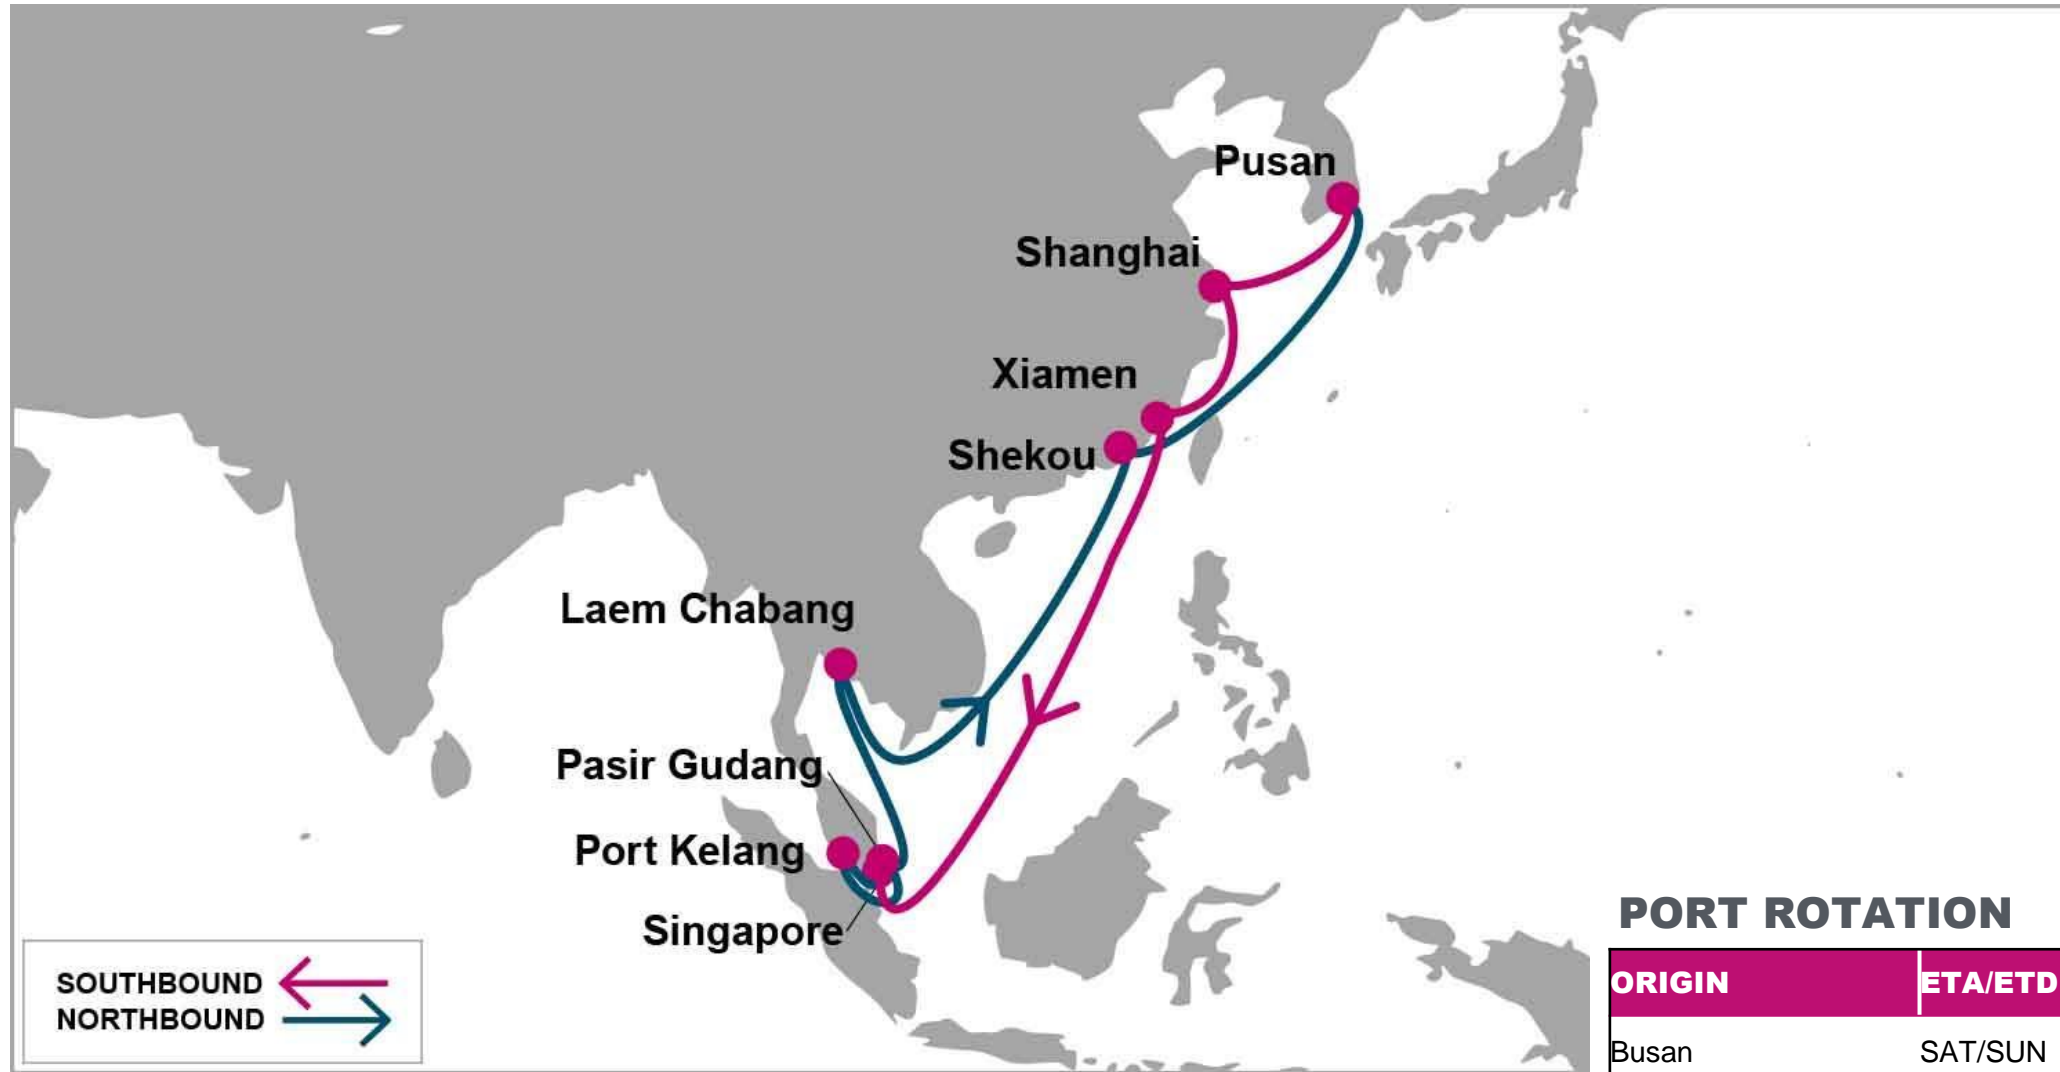 Pusan
Shanghai
Xiamen
Shekou
Laem Chabang
Pasir Gudang
Port Kelang
Singapore
SOUTHBOUND
NORTHBOUND
PORT ROTATION
ORIGIN ETA/ETD
Busan SAT/SUN